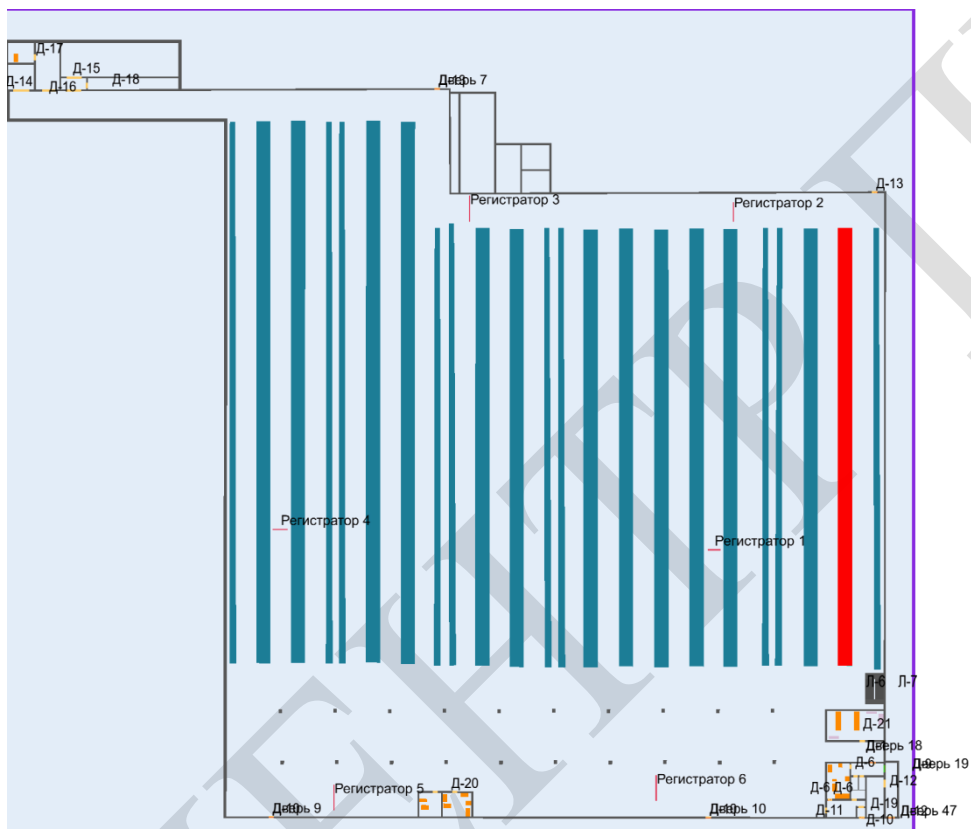 Д-17
Д-15
Д-14
Д-16
Д-18
Дверь 7
Д-13
Регистратор 3
Регистратор 2
Регистратор 4
Регистратор 1
Л-6
Л-7
Д-21
Дверь 18
Д-6
Дверь 19
Д-6
Д-6
Д-12
Регистратор 5
Д-20
Регистратор 6
Дверь 9
Дверь 10
Д-11
Д-19
Д-10
Дверь 47
ЦЕНТР